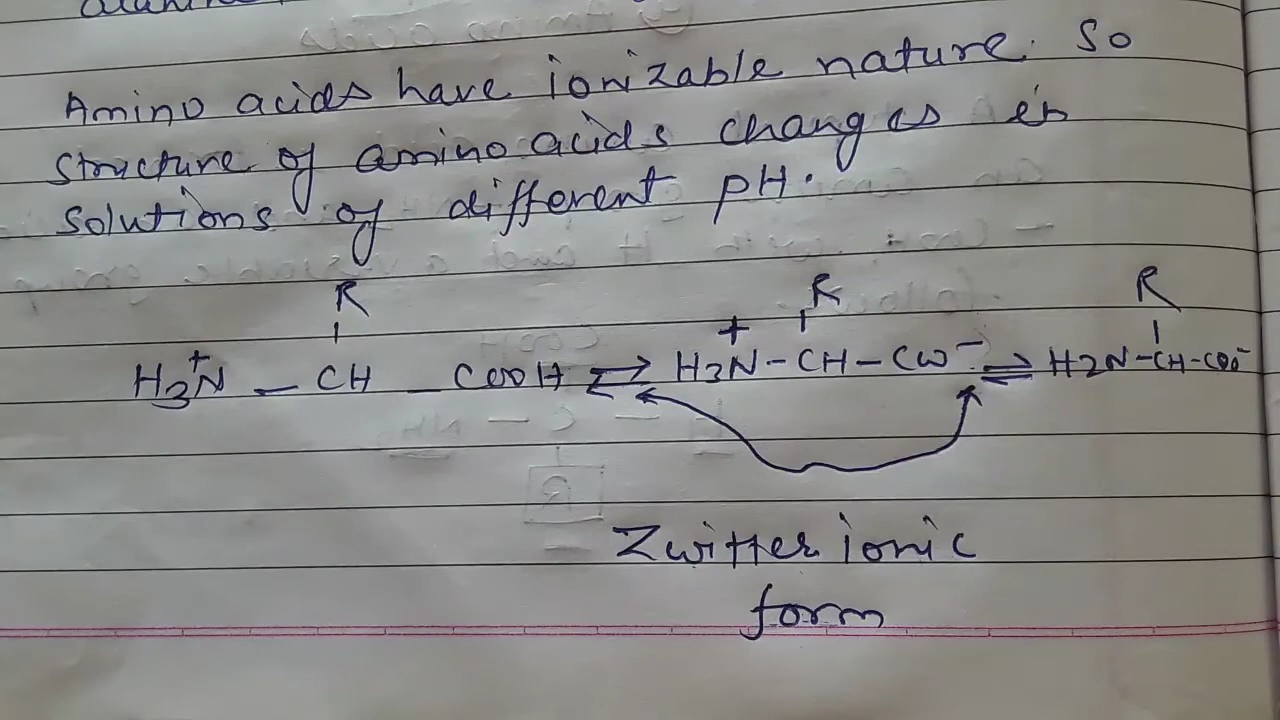 Amino acids have ionizable nature. So
structure of amino acids changes in
solutions of different pH.
R R R
H3N+ — CH — COOH ⇌ H3N+ – CH – COO– ⇌ H2N – CH – COO–
Zwitter ionic
form